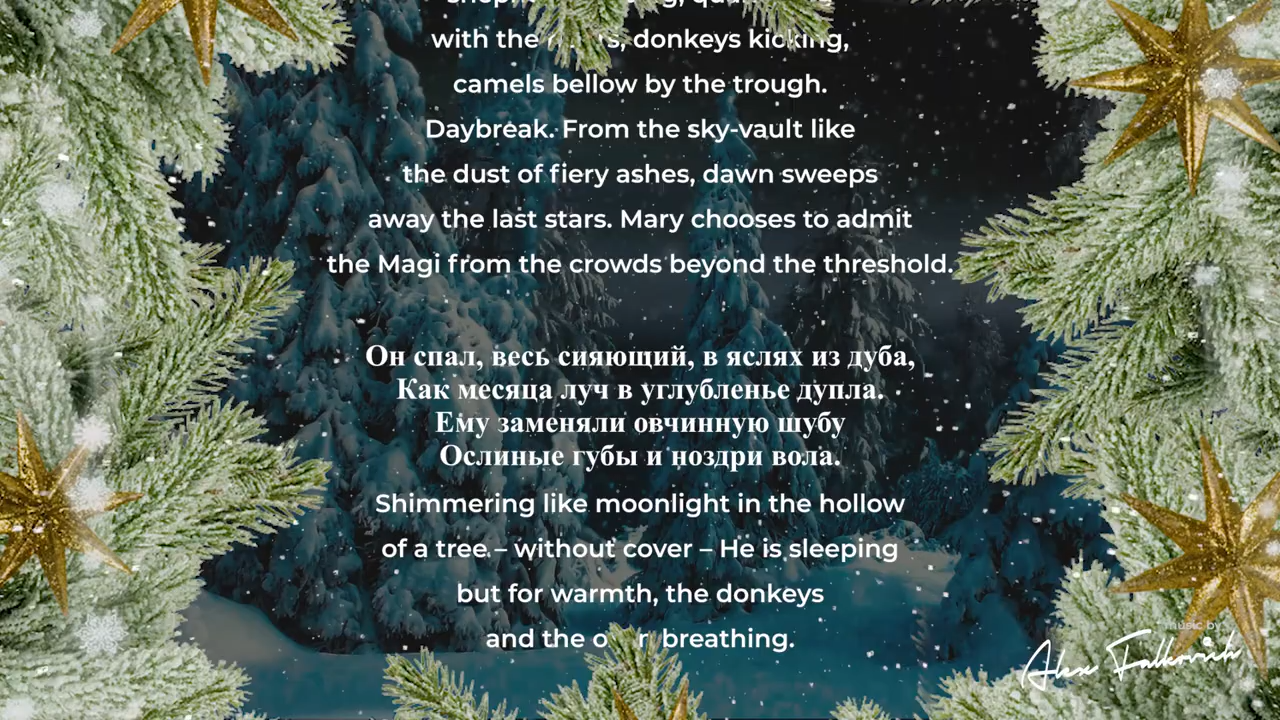 with the donkeys kicking,
camels bellow by the trough.
Daybreak. From the sky-vault like
the dust of fiery ashes, dawn sweeps
away the last stars. Mary chooses to admit
the Magi from the crowds beyond the threshold.
Он спал, весь сияющий, в яслях из дуба,
Как месяца луч в углубленье дупла.
Ему заменяли овчинную шубу
Ослиные губы и ноздри вола.
Shimmering like moonlight in the hollow
of a tree – without cover – He is sleeping
but for warmth, the donkeys
and the breathing.
music by
Alex Falkovich